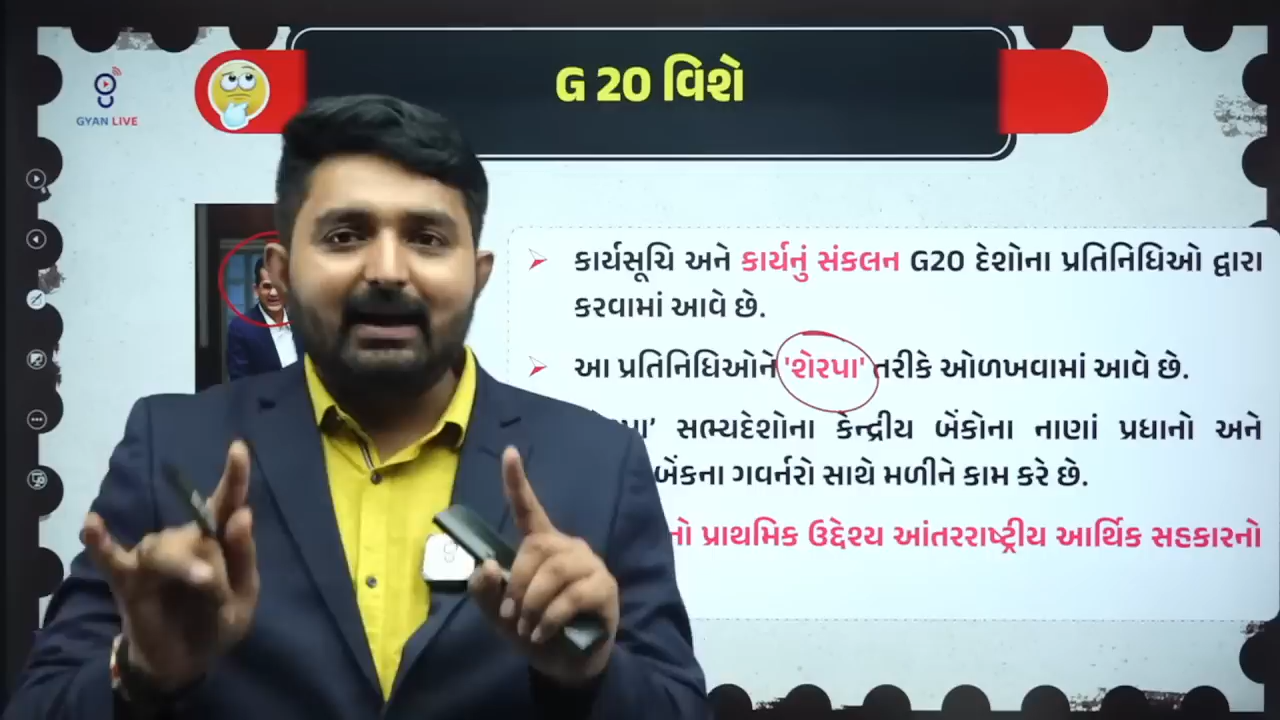 G 20 વિશે
GYAN LIVE
કાર્યસૂચિ અને કાર્યનું સંકલન G20 દેશોના પ્રતિનિધિઓ દ્વારા
કરવામાં આવે છે.
આ પ્રતિનિધિઓને 'શેરપા' તરીકે ઓળખવામાં આવે છે.
સભ્યદેશોના કેન્દ્રીય બેંકોના નાણાં પ્રધાનો અને
બેંકના ગવર્નરો સાથે મળીને કામ કરે છે.
પ્રાથમિક ઉદ્દેશ્ય આંતરરાષ્ટ્રીય આર્થિક સહકારનો